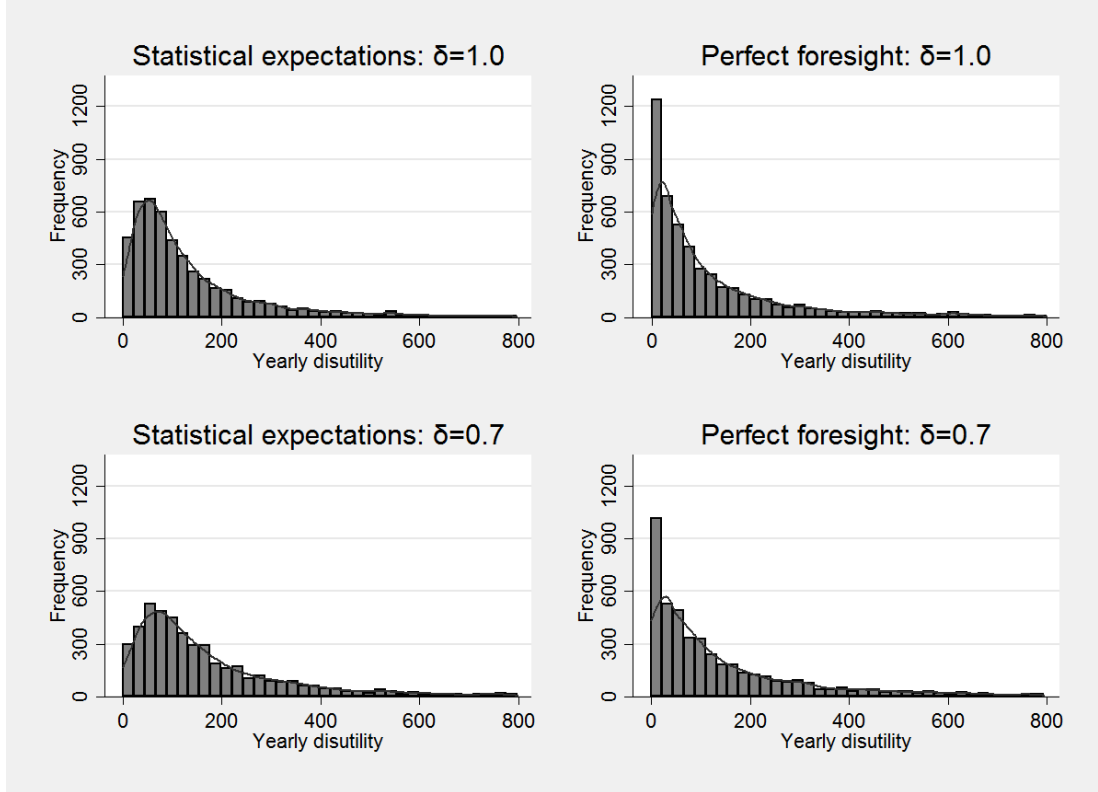 Statistical expectations: δ=1.0
Frequency
1200
900
600
300
0
0 200 400 600 800
Yearly disutility
Perfect foresight: δ=1.0
Frequency
1200
900
600
300
0
0 200 400 600 800
Yearly disutility
Statistical expectations: δ=0.7
Frequency
1200
900
600
300
0
0 200 400 600 800
Yearly disutility
Perfect foresight: δ=0.7
Frequency
1200
900
600
300
0
0 200 400 600 800
Yearly disutility